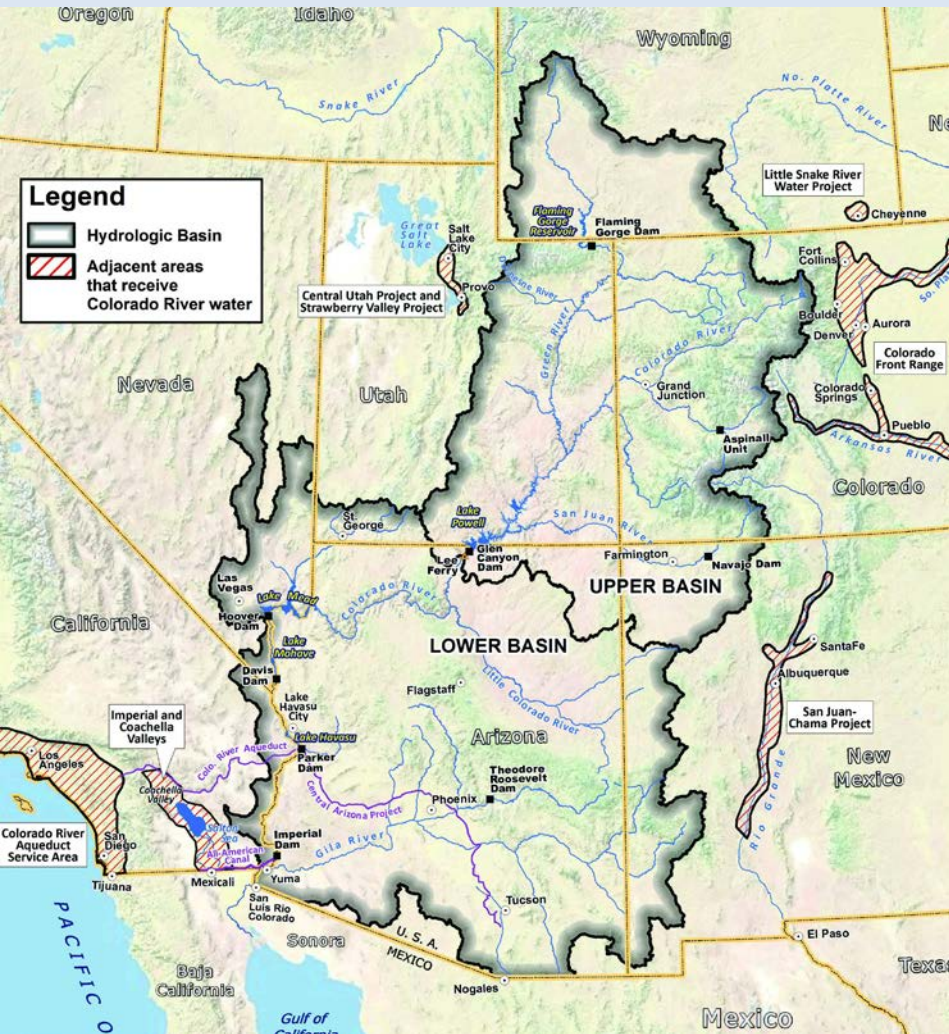 Oregon
Idaho
Wyoming
Snake River
No. Platte River
Ne
Legend
Hydrologic Basin
Adjacent areas
that receive
Colorado River water
Little Snake River
Water Project
Cheyenne
Great
Salt
Lake
Salt
Lake
City
Provo
Central Utah Project and
Strawberry Valley Project
Flaming
Gorge
Reservoir
Flaming
Gorge Dam
Green River
Colorado River
Grand
Junction
Aspinall
Unit
Fort
Collins
Boulder
Denver
Aurora
So. Pla
Colorado
Front Range
Colorado
Springs
Pueblo
Arkansas River
Colorado
Nevada
Utah
St.
George
Lake
Powell
San Juan River
Lee
Ferry
Glen
Canyon
Dam
Farmington
Navajo Dam
UPPER BASIN
Las
Vegas
Lake Mead
Hoover
Dam
Colorado River
LOWER BASIN
California
Lake
Mohave
Davis
Dam
Lake
Havasu
City
Flagstaff
Little Colorado River
SantaFe
Albuquerque
San Juan-
Chama Project
New
Mexico
Rio Grande
Imperial and
Coachella
Valleys
Colo. River Aqueduct
Lake Havasu
Parker
Dam
Arizona
Theodore
Roosevelt
Dam
Los
Angeles
Coachella
Valley
Central Arizona Project
Phoenix
Colorado River
Aqueduct
Service Area
San
Diego
Salton
Sea
All-American
Canal
Imperial
Dam
Gila River
Tijuana
Mexicali
Yuma
San
Luis Rio
Colorado
Tucson
PACIFIC O
Sonora
U. S. A.
MEXICO
Baja
California
Nogales
El Paso
Texas
Gulf of
California
Mexico